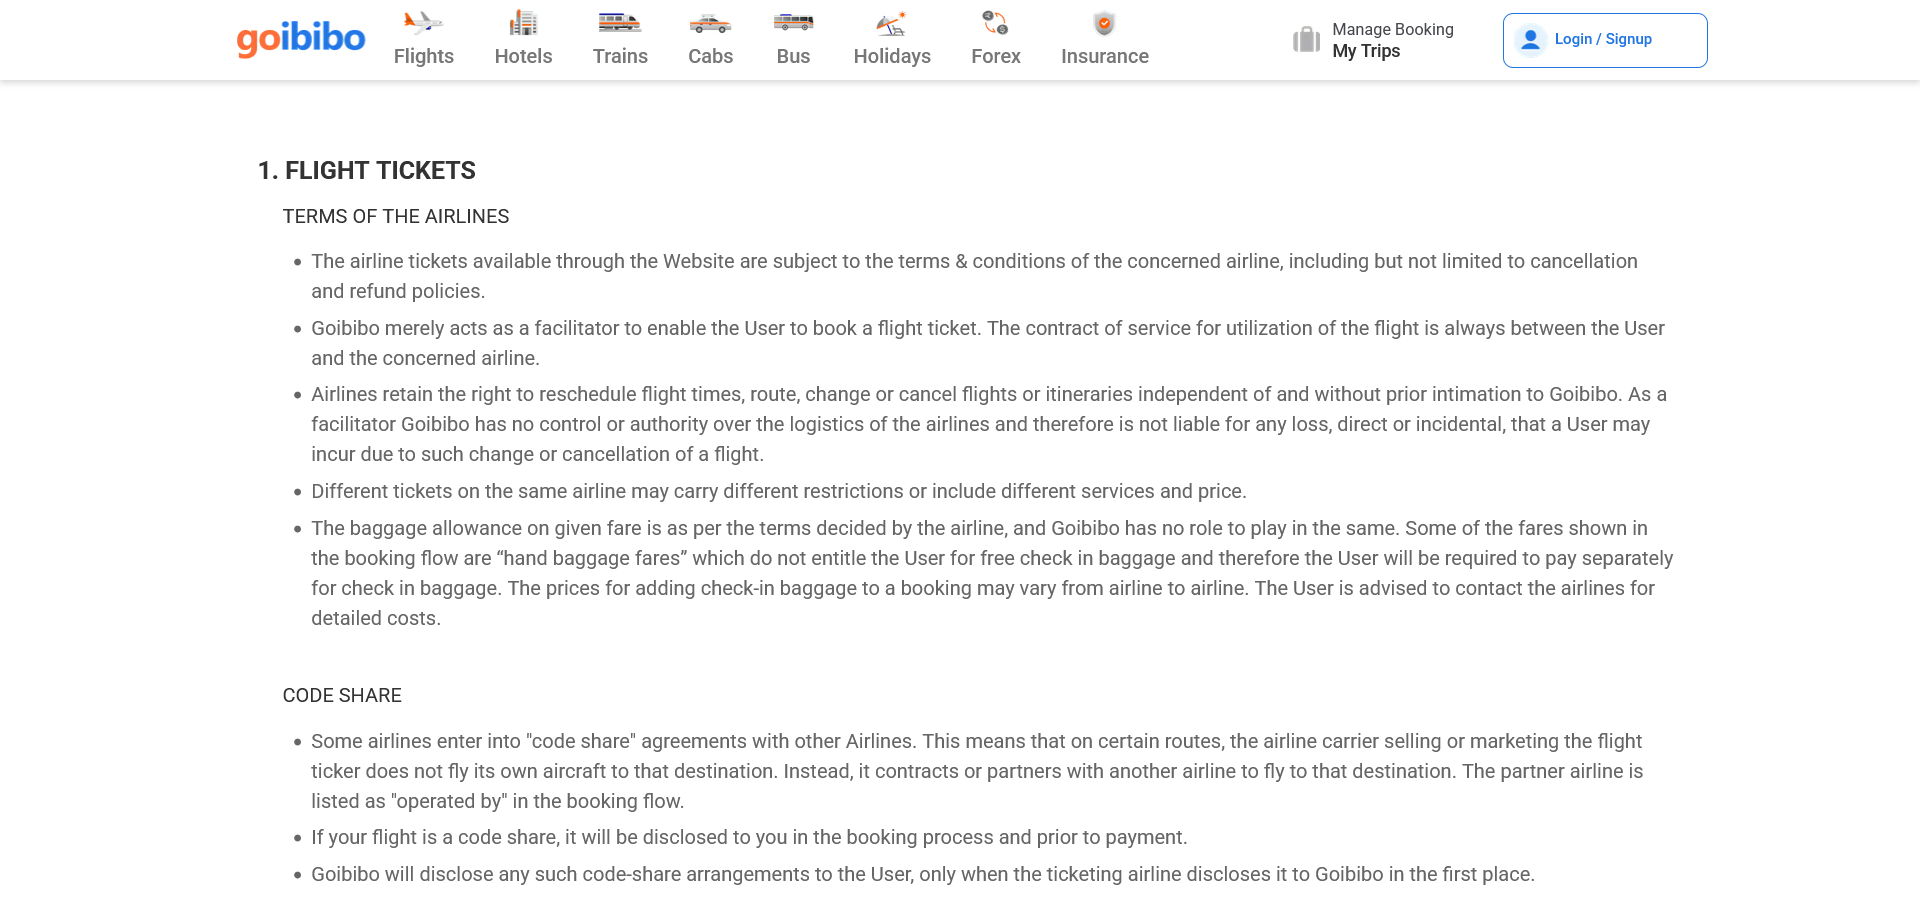 goibibo
Flights
Hotels
Trains
Cabs
Bus
Holidays
Forex
Insurance
Manage Booking
My Trips
Login / Signup
1. FLIGHT TICKETS
TERMS OF THE AIRLINES
• The airline tickets available through the Website are subject to the terms & conditions of the concerned airline, including but not limited to cancellation
and refund policies.
• Goibibo merely acts as a facilitator to enable the User to book a flight ticket. The contract of service for utilization of the flight is always between the User
and the concerned airline.
• Airlines retain the right to reschedule flight times, route, change or cancel flights or itineraries independent of and without prior intimation to Goibibo. As a
facilitator Goibibo has no control or authority over the logistics of the airlines and therefore is not liable for any loss, direct or incidental, that a User may
incur due to such change or cancellation of a flight.
• Different tickets on the same airline may carry different restrictions or include different services and price.
• The baggage allowance on given fare is as per the terms decided by the airline, and Goibibo has no role to play in the same. Some of the fares shown in
the booking flow are “hand baggage fares” which do not entitle the User for free check in baggage and therefore the User will be required to pay separately
for check in baggage. The prices for adding check-in baggage to a booking may vary from airline to airline. The User is advised to contact the airlines for
detailed costs.
CODE SHARE
• Some airlines enter into "code share" agreements with other Airlines. This means that on certain routes, the airline carrier selling or marketing the flight
ticker does not fly its own aircraft to that destination. Instead, it contracts or partners with another airline to fly to that destination. The partner airline is
listed as "operated by" in the booking flow.
• If your flight is a code share, it will be disclosed to you in the booking process and prior to payment.
• Goibibo will disclose any such code-share arrangements to the User, only when the ticketing airline discloses it to Goibibo in the first place.